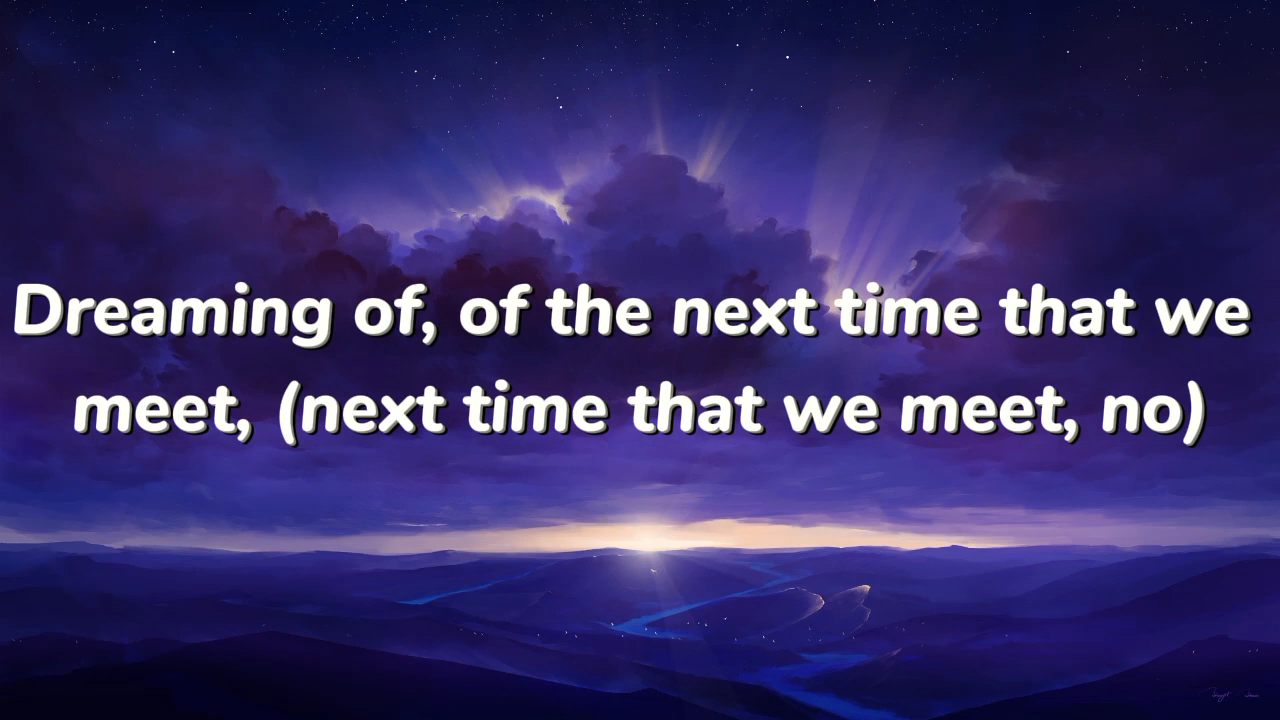 Dreaming of, of the next time that we
meet, (next time that we meet, no)